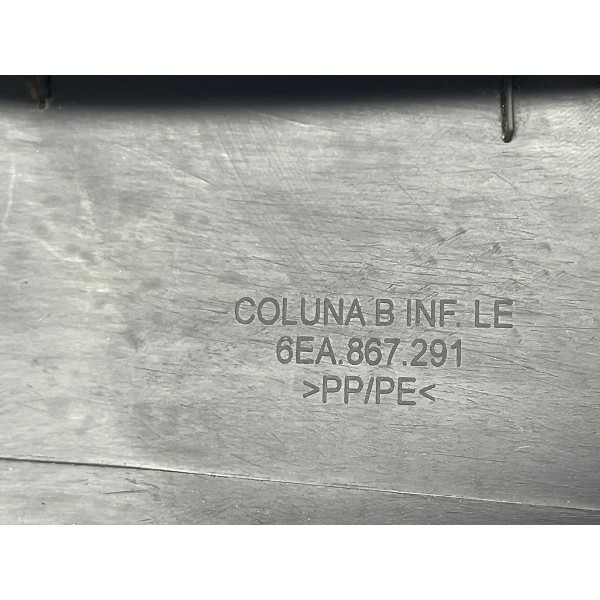 COLUNA B INF. LE
6EA.867.291
>PP/PE<